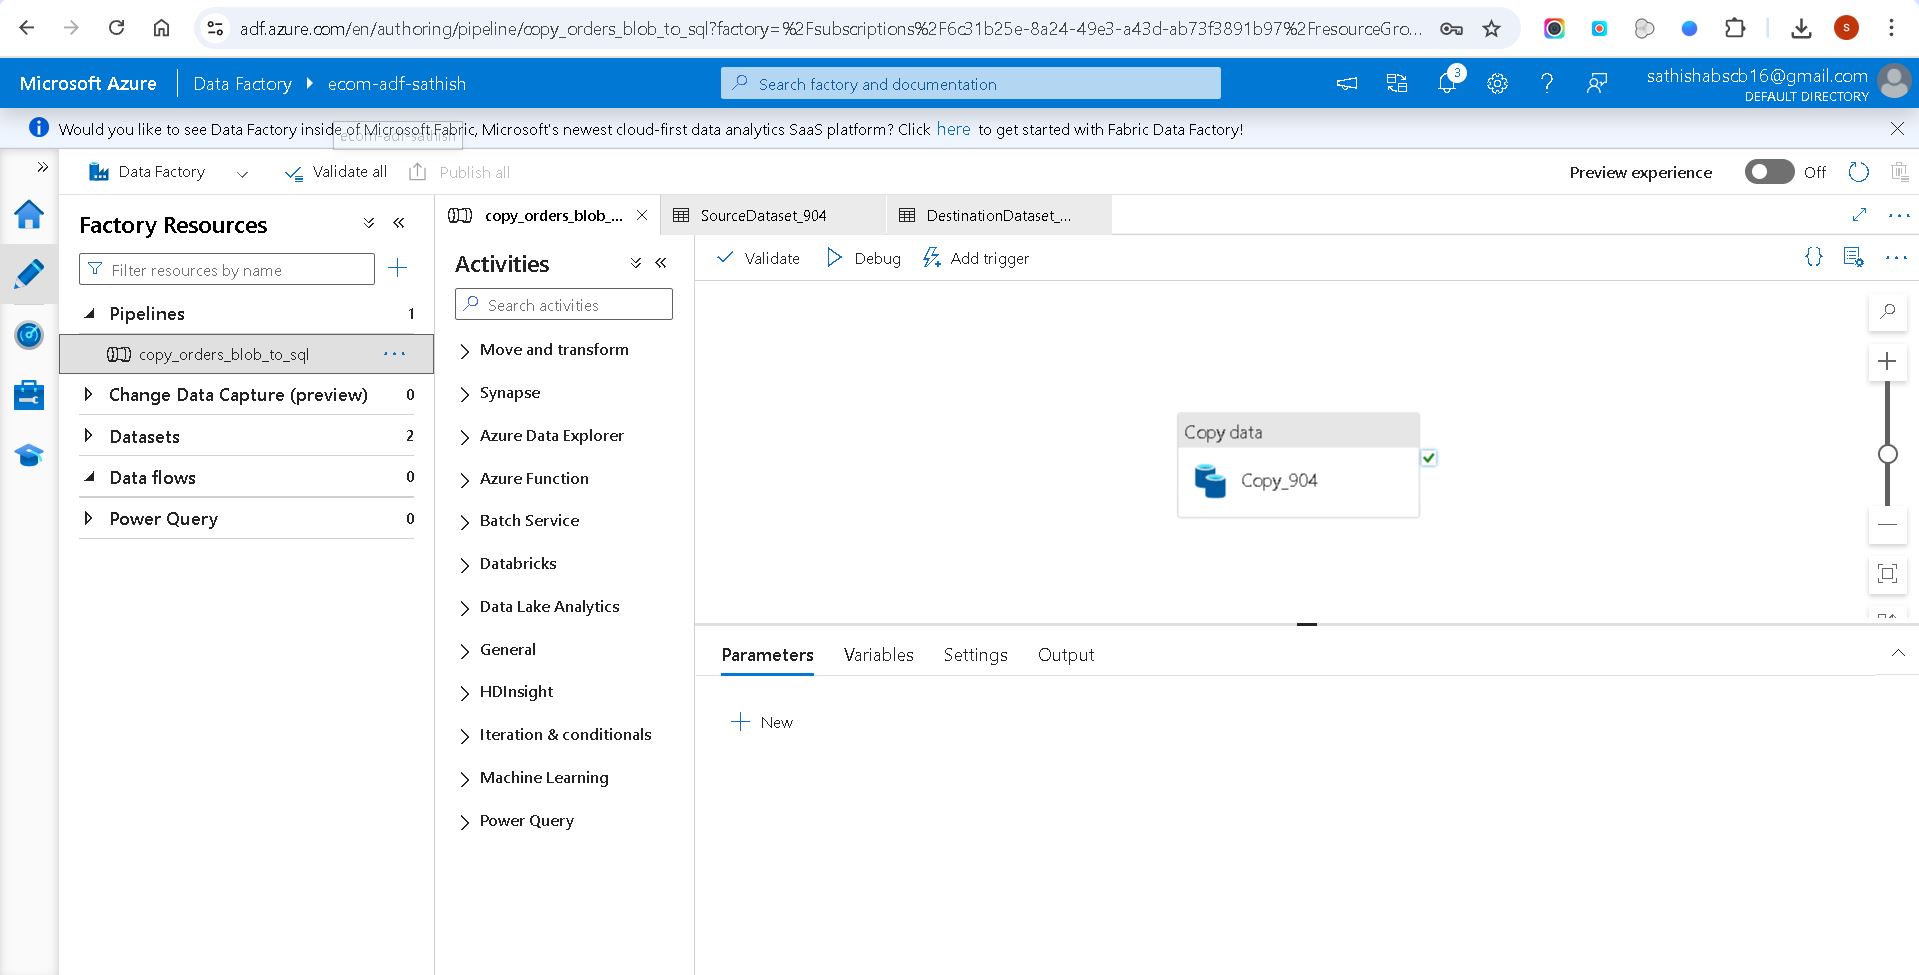 adf.azure.com/en/authoring/pipeline/copy_orders_blob_to_sql?factory=%2Fsubscriptions%2F6c31b25e-8a24-49e3-a43d-ab73f3891b97%2FresourceGro...
S
Microsoft Azure
Data Factory
ecom-adf-sathish
Search factory and documentation
3
sathishabscb16@gmail.com
DEFAULT DIRECTORY
Would you like to see Data Factory inside of Microsoft Fabric, Microsoft's newest cloud-first data analytics SaaS platform? Click here to get started with Fabric Data Factory!
ecom-adf-sathish
Data Factory
Validate all
Publish all
Preview experience
Off
Factory Resources
Filter resources by name
Pipelines 1
copy_orders_blob_to_sql ...
Change Data Capture (preview) 0
Datasets 2
Data flows 0
Power Query 0
copy_orders_blob_...
SourceDataset_904
DestinationDataset_...
Activities
Search activities
Move and transform
Synapse
Azure Data Explorer
Azure Function
Batch Service
Databricks
Data Lake Analytics
General
HDInsight
Iteration & conditionals
Machine Learning
Power Query
Validate
Debug
Add trigger
{}
Copy data
Copy_904
Parameters
Variables
Settings
Output
New